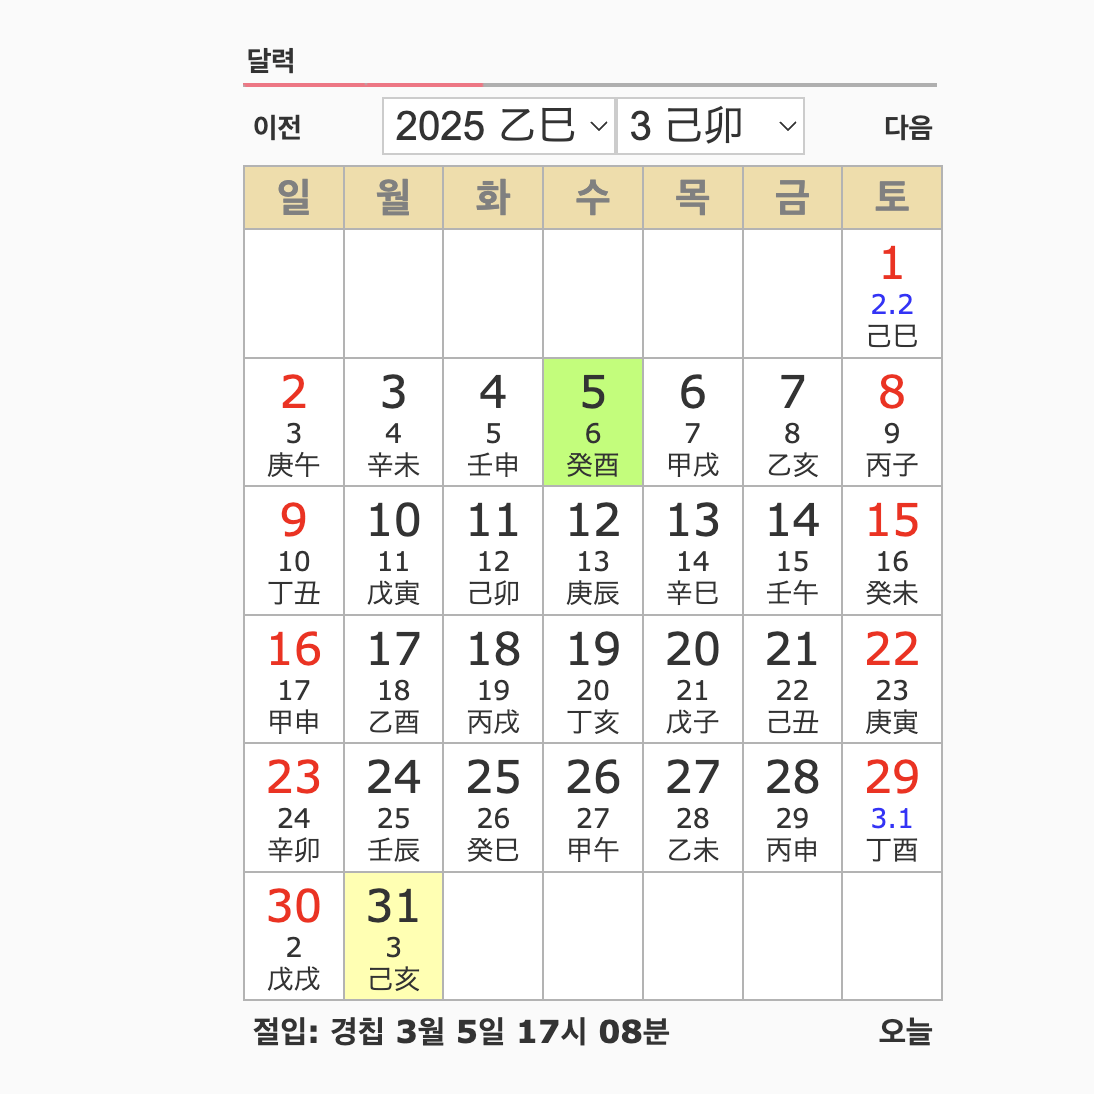 달력
이전 2025 乙巳 3 己卯 다음
일 월 화 수 목 금 토
1
2.2
己巳
2 3 4 5 6 7 8
3 4 5 6 7 8 9
庚午 辛未 壬申 癸酉 甲戌 乙亥 丙子
9 10 11 12 13 14 15
10 11 12 13 14 15 16
丁丑 戊寅 己卯 庚辰 辛巳 壬午 癸未
16 17 18 19 20 21 22
17 18 19 20 21 22 23
甲申 乙酉 丙戌 丁亥 戊子 己丑 庚寅
23 24 25 26 27 28 29
24 25 26 27 28 29 3.1
辛卯 壬辰 癸巳 甲午 乙未 丙申 丁酉
30 31
2 3
戊戌 己亥
절입: 경칩 3월 5일 17시 08분 오늘